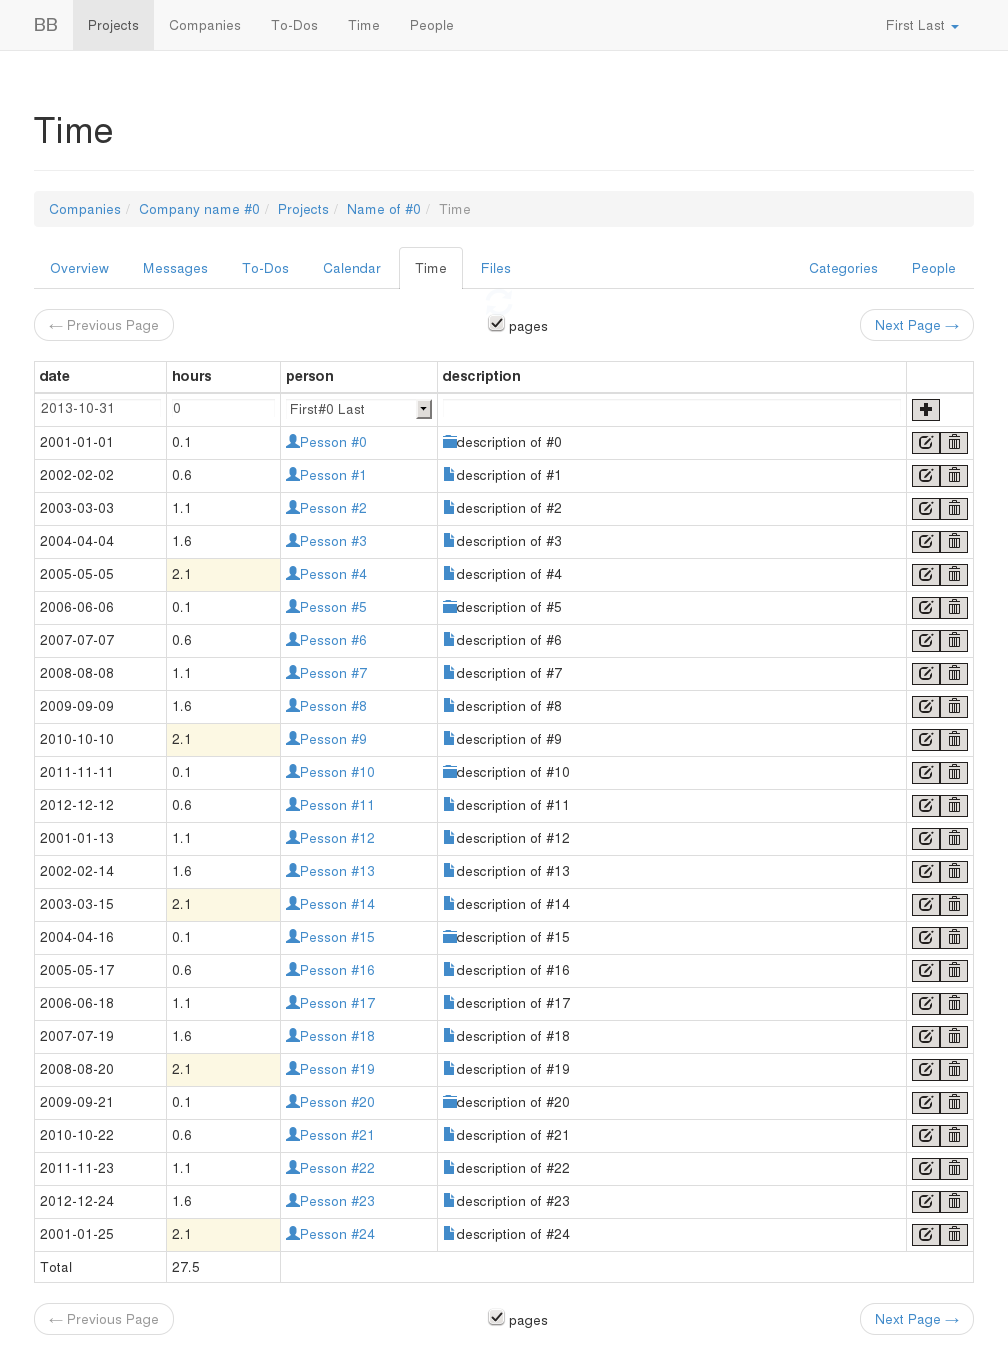 BB Projects Companies To-Dos Time People First Last
Time
Companies / Company name #0 / Projects / Name of #0 / Time
Overview Messages To-Dos Calendar Time Files Categories People
← Previous Page pages Next Page →
date hours person description
2013-10-31 0 First#0 Last
2001-01-01 0.1 Pesson #0 description of #0
2002-02-02 0.6 Pesson #1 description of #1
2003-03-03 1.1 Pesson #2 description of #2
2004-04-04 1.6 Pesson #3 description of #3
2005-05-05 2.1 Pesson #4 description of #4
2006-06-06 0.1 Pesson #5 description of #5
2007-07-07 0.6 Pesson #6 description of #6
2008-08-08 1.1 Pesson #7 description of #7
2009-09-09 1.6 Pesson #8 description of #8
2010-10-10 2.1 Pesson #9 description of #9
2011-11-11 0.1 Pesson #10 description of #10
2012-12-12 0.6 Pesson #11 description of #11
2001-01-13 1.1 Pesson #12 description of #12
2002-02-14 1.6 Pesson #13 description of #13
2003-03-15 2.1 Pesson #14 description of #14
2004-04-16 0.1 Pesson #15 description of #15
2005-05-17 0.6 Pesson #16 description of #16
2006-06-18 1.1 Pesson #17 description of #17
2007-07-19 1.6 Pesson #18 description of #18
2008-08-20 2.1 Pesson #19 description of #19
2009-09-21 0.1 Pesson #20 description of #20
2010-10-22 0.6 Pesson #21 description of #21
2011-11-23 1.1 Pesson #22 description of #22
2012-12-24 1.6 Pesson #23 description of #23
2001-01-25 2.1 Pesson #24 description of #24
Total 27.5
← Previous Page pages Next Page →